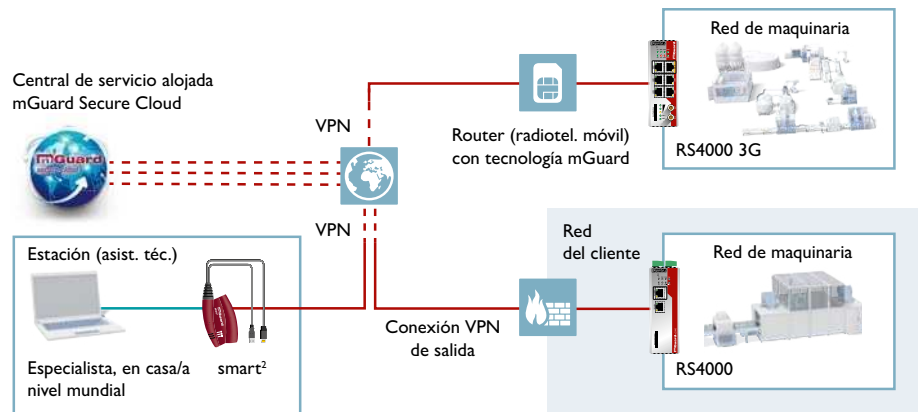 Red de maquinaria
Central de servicio alojada
mGuard Secure Cloud
VPN
Router (radiotel. móvil)
con tecnología mGuard
RS4000 3G
mGuard
VPN
Red
del cliente
Red de maquinaria
Estación (asist. téc.)
Conexión VPN
de salida
Especialista, en casa/a
nivel mundial
smart²
RS4000